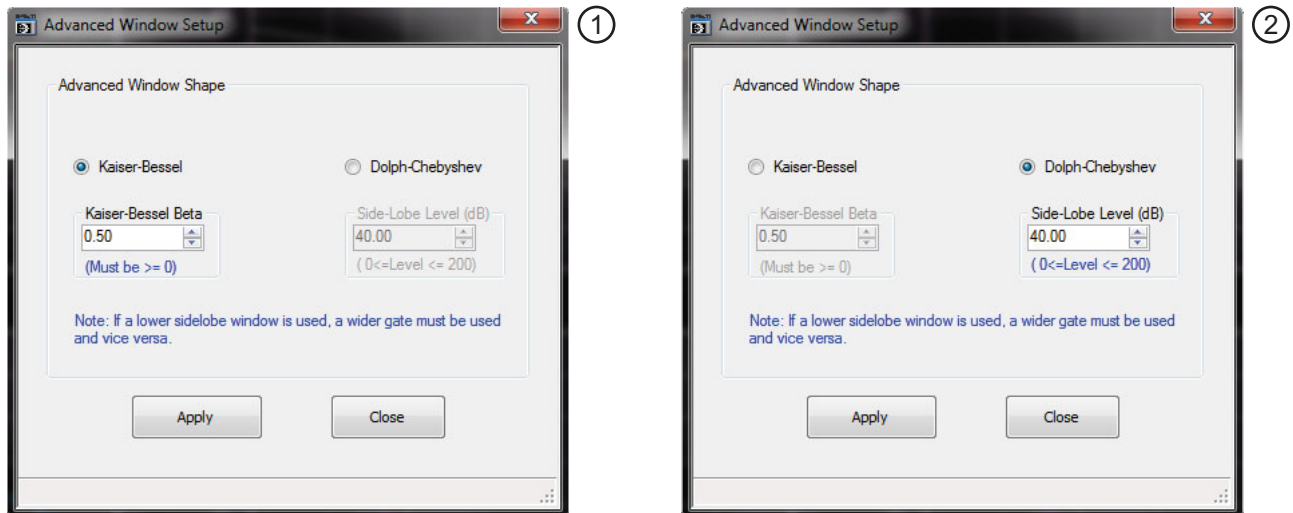 Advanced Window Setup
1
Advanced Window Shape
Kaiser-Bessel
Dolph-Chebyshev
Kaiser-Bessel Beta
Side-Lobe Level (dB)
0.50
40.00
(Must be >= 0)
( 0<=Level <= 200)
Note: If a lower sidelobe window is used, a wider gate must be used
and vice versa.
Apply
Close
Advanced Window Setup
2
Advanced Window Shape
Kaiser-Bessel
Dolph-Chebyshev
Kaiser-Bessel Beta
Side-Lobe Level (dB)
0.50
40.00
(Must be >= 0)
( 0<=Level <= 200)
Note: If a lower sidelobe window is used, a wider gate must be used
and vice versa.
Apply
Close